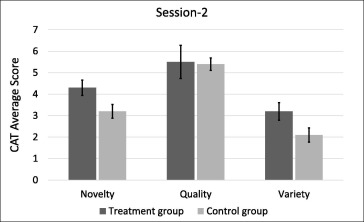 Session-2
CAT Average Score
7
6
5
4
3
2
1
0
Novelty
Quality
Variety
Treatment group
Control group